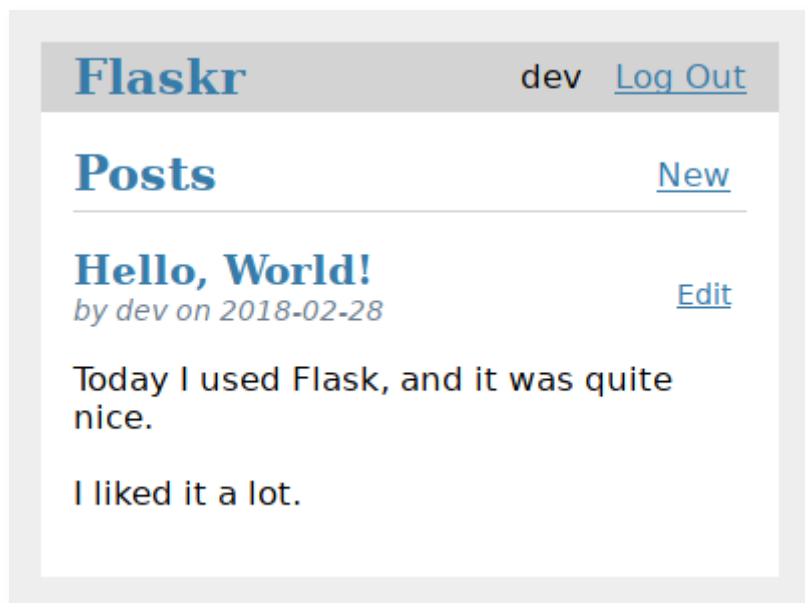 Flaskr dev Log Out
Posts New
Hello, World!
by dev on 2018-02-28 Edit
Today I used Flask, and it was quite
nice.
I liked it a lot.